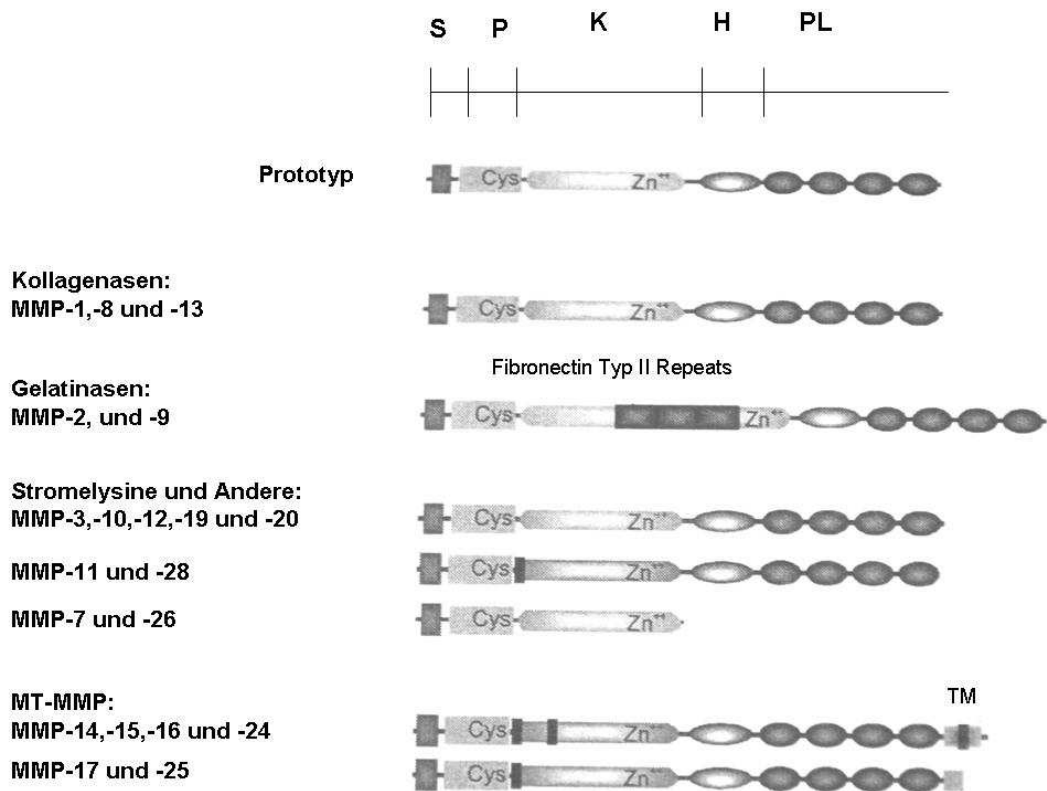 S P K H PL
Prototyp Cys Zn++
Kollagenasen:
MMP-1,-8 und -13 Cys Zn++
Fibronectin Typ II Repeats
Gelatinasen:
MMP-2, und -9 Cys Zn++
Stromelysine und Andere:
MMP-3,-10,-12,-19 und -20 Cys Zn++
MMP-11 und -28 Cys Zn++
MMP-7 und -26 Cys Zn++
MT-MMP:
TM
MMP-14,-15,-16 und -24 Cys Zn++
MMP-17 und -25 Cys Zn++